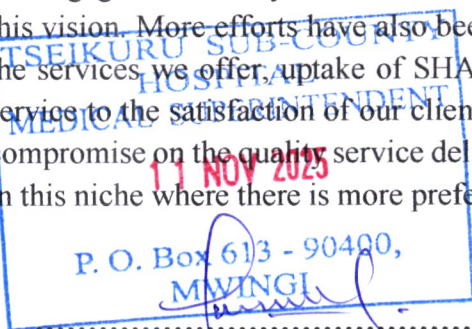 his vision. More efforts have also bee
TSEIKURU SUB-COUNTY
he services we offer, uptake of SHA
HOSPITAL
ervice to the satisfaction of our clien
MEDICAL SUPERINTENDENT
ompromise on the quality service del
11 NOV 2025
n this niche where there is more prefe
P. O. Box 613 - 90400,
MWINGI